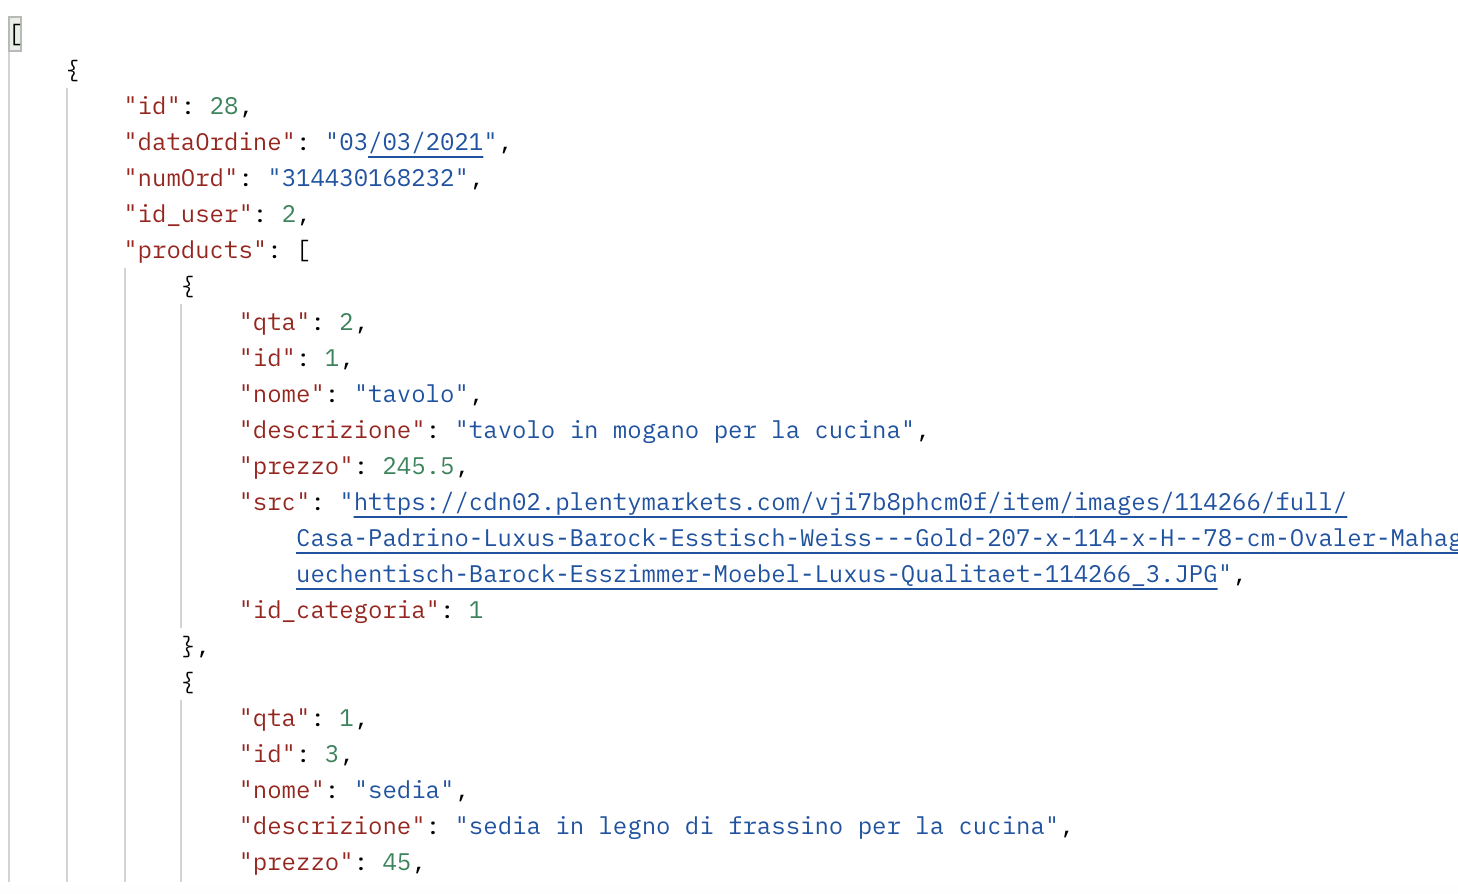 [
{
"id": 28,
"dataOrdine": "03/03/2021",
"numOrd": "314430168232",
"id_user": 2,
"products": [
{
"qta": 2,
"id": 1,
"nome": "tavolo",
"descrizione": "tavolo in mogano per la cucina",
"prezzo": 245.5,
"src": "https://cdn02.plentymarkets.com/vji7b8phcm0f/item/images/114266/full/
Casa-Padrino-Luxus-Barock-Esstisch-Weiss---Gold-207-x-114-x-H--78-cm-Ovaler-Mahag
uechentisch-Barock-Esszimmer-Moebel-Luxus-Qualitaet-114266_3.JPG",
"id_categoria": 1
},
{
"qta": 1,
"id": 3,
"nome": "sedia",
"descrizione": "sedia in legno di frassino per la cucina",
"prezzo": 45,